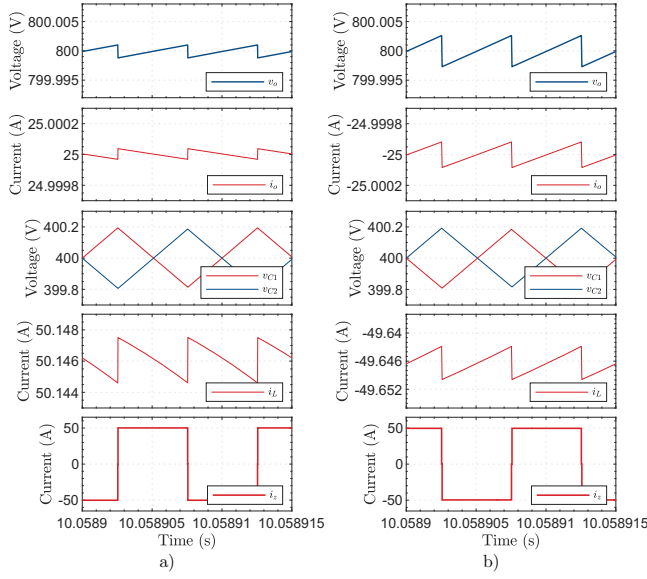 800.005
800
799.995
Voltage (V)
v_o
25.0002
25
24.9998
Current (A)
i_o
400.2
400
399.8
Voltage (V)
v_C1
v_C2
50.148
50.146
50.144
Current (A)
i_L
50
0
-50
Current (A)
i_z
10.0589
10.058905
10.05891
10.058915
Time (s)
a)
800.005
800
799.995
Voltage (V)
v_o
-24.9998
-25
-25.0002
Current (A)
i_o
400.2
400
399.8
Voltage (V)
v_C1
v_C2
-49.64
-49.646
-49.652
Current (A)
i_L
50
0
-50
Current (A)
i_z
10.0589
10.058905
10.05891
10.058915
Time (s)
b)